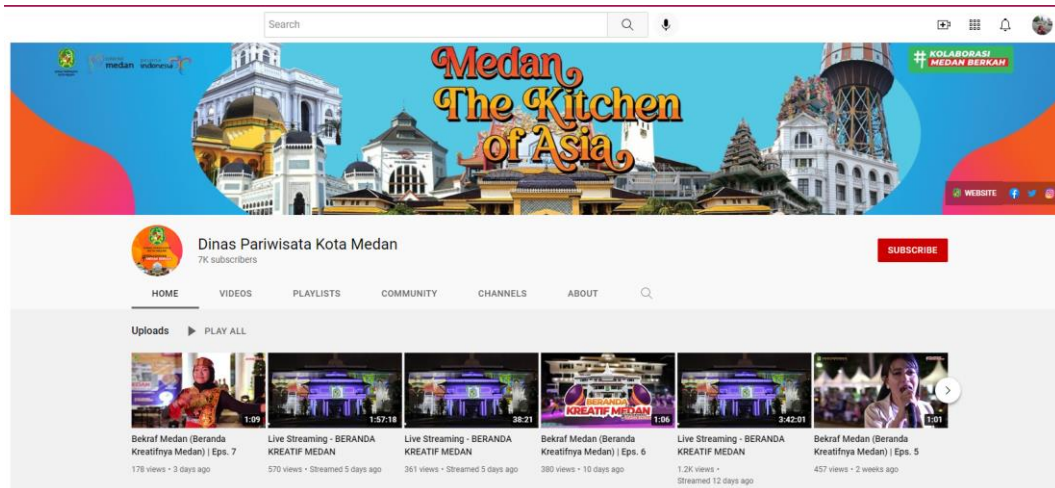 Search
medan
indonesia
Medan,
The Kitchen
of Asia
# KOLABORASI
MEDAN BERKAH
WEBSITE
Dinas Pariwisata Kota Medan
7K subscribers
SUBSCRIBE
HOME VIDEOS PLAYLISTS COMMUNITY CHANNELS ABOUT
Uploads PLAY ALL
1:09
1:57:18
38:21
BERANDA
KREATIF MEDAN
1:06
3:42:01
1:01
Bekraf Medan (Beranda
Kreatifnya Medan) | Eps. 7
178 views • 3 days ago
Live Streaming - BERANDA
KREATIF MEDAN
570 views • Streamed 5 days ago
Live Streaming - BERANDA
KREATIF MEDAN
361 views • Streamed 5 days ago
Bekraf Medan (Beranda
Kreatifnya Medan) | Eps. 6
380 views • 10 days ago
Live Streaming - BERANDA
KREATIF MEDAN
1.2K views •
Streamed 12 days ago
Bekraf Medan (Beranda
Kreatifnya Medan) | Eps. 5
457 views • 2 weeks ago